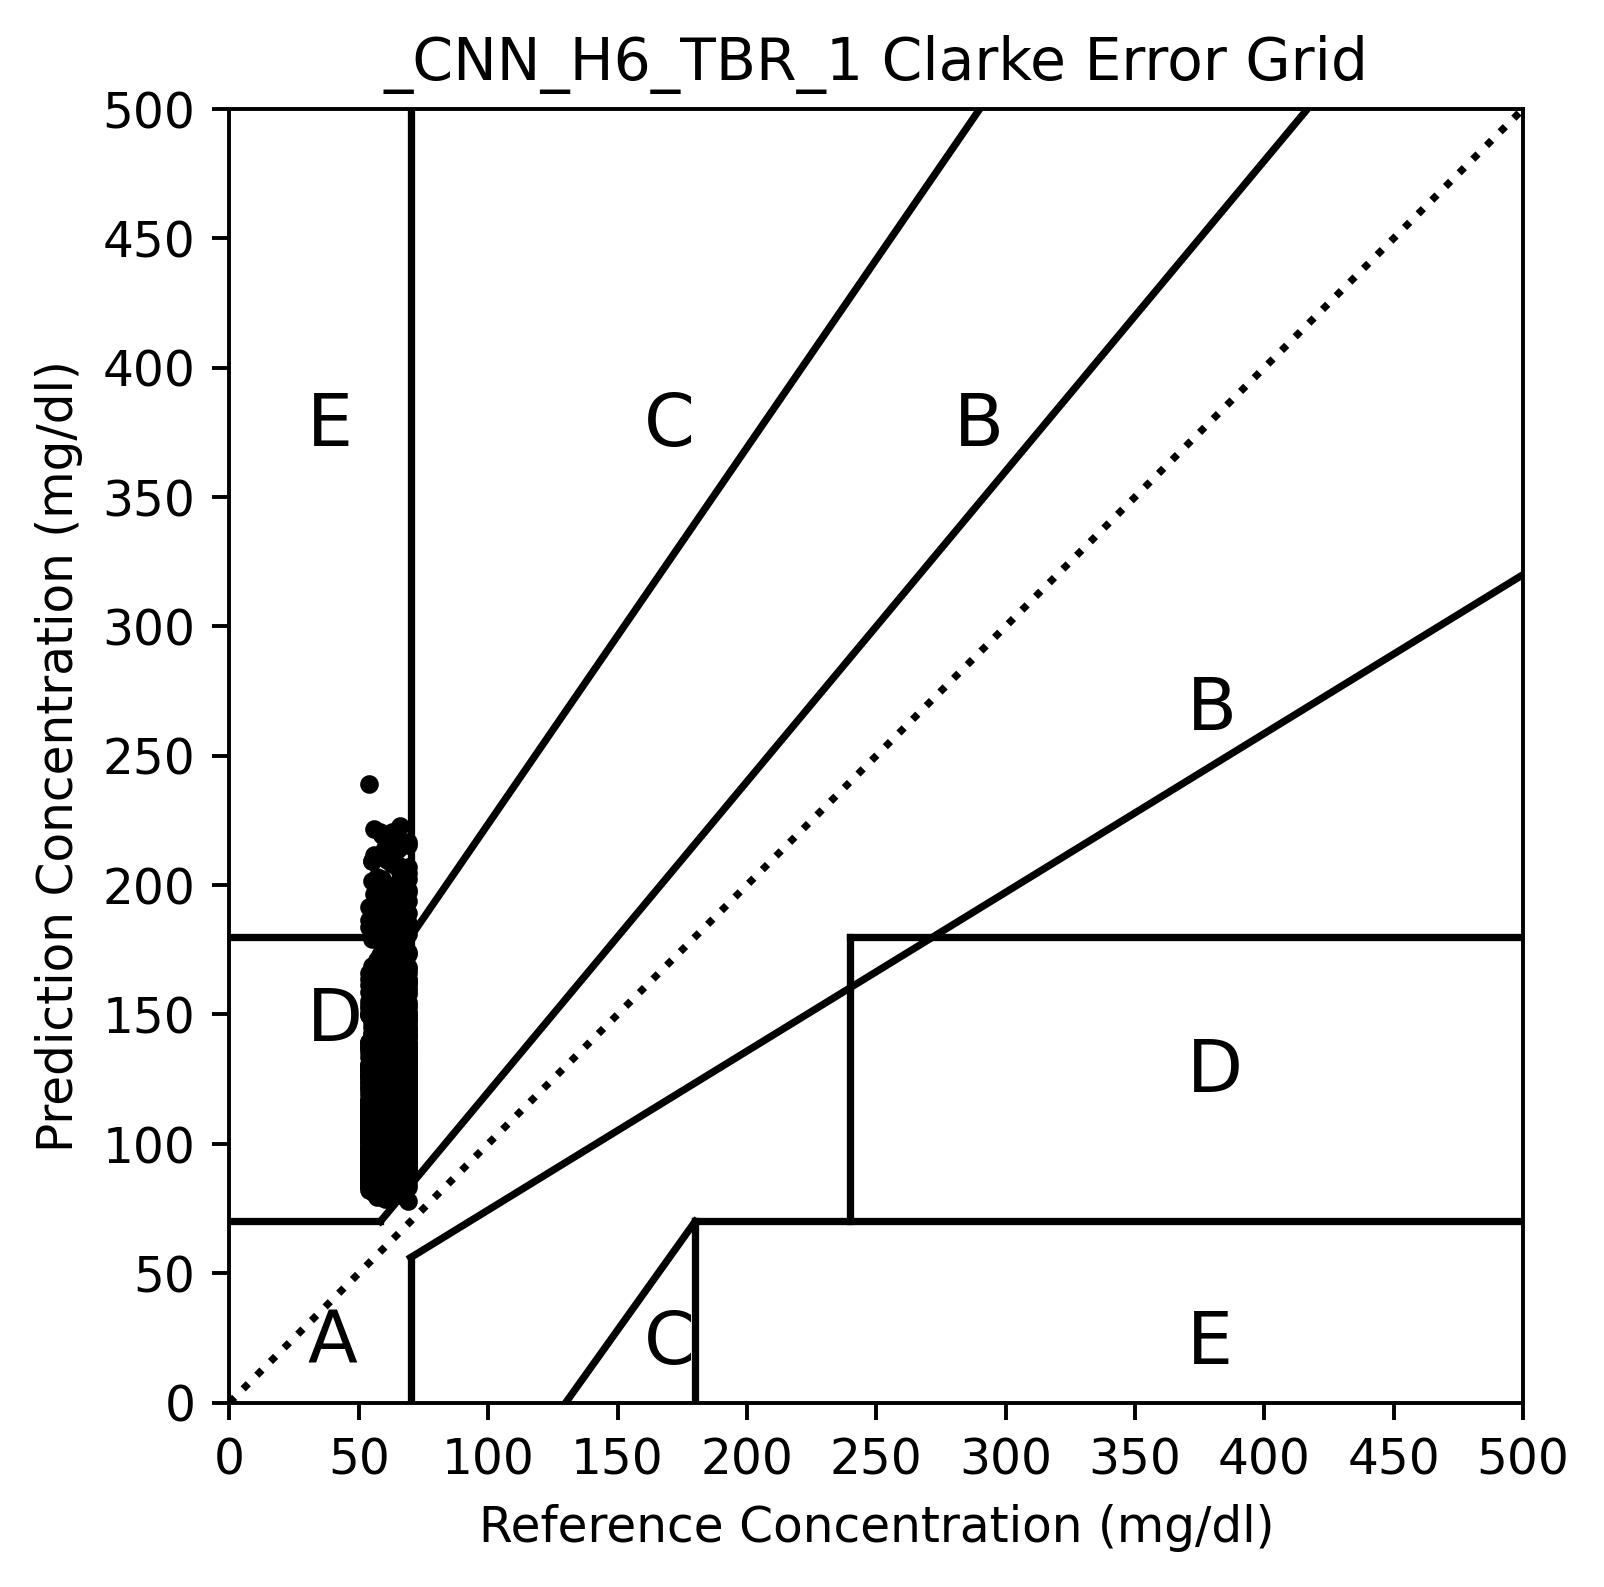 _CNN_H6_TBR_1 Clarke Error Grid
Prediction Concentration (mg/dl)
500
450
400
350
300
250
200
150
100
50
0
E
C
B
B
D
D
A
C
E
0 50 100 150 200 250 300 350 400 450 500
Reference Concentration (mg/dl)